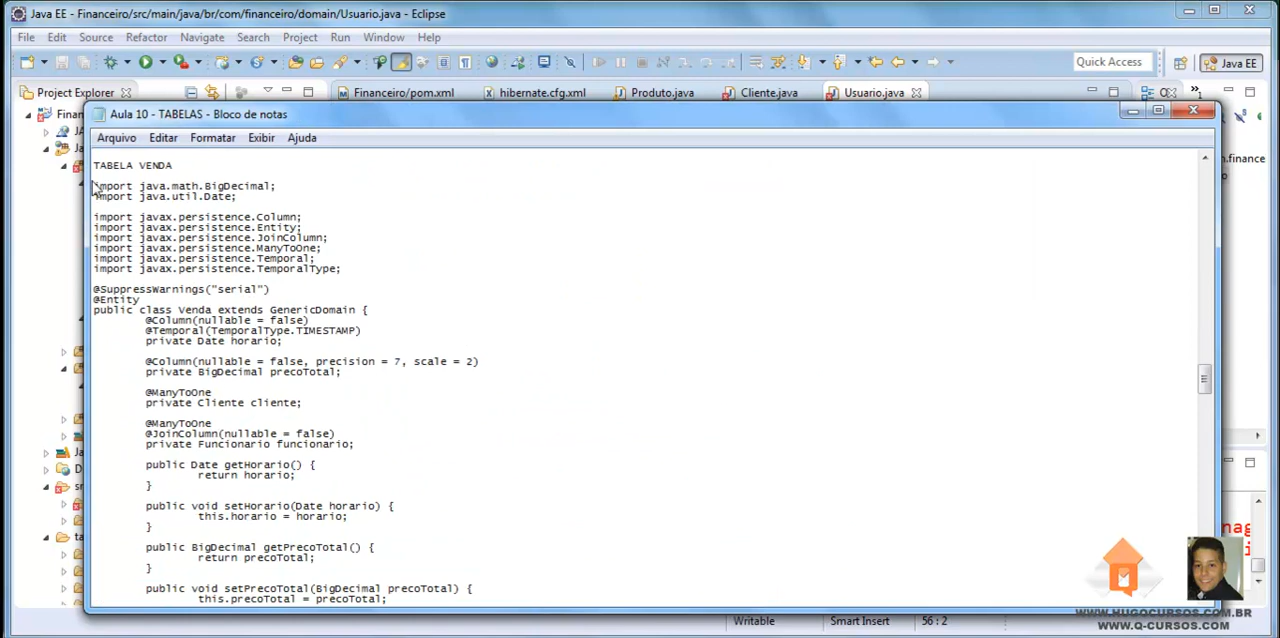 Java EE - Financeiro/src/main/java/br/com/financeiro/domain/Usuario.java - Eclipse
File Edit Source Refactor Navigate Search Project Run Window Help
Quick Access
Java EE
Project Explorer
Financeiro/pom.xml
hibernate.cfg.xml
Produto.java
Cliente.java
Usuario.java
Aula 10 - TABELAS - Bloco de notas
Arquivo Editar Formatar Exibir Ajuda
TABELA VENDA
import java.math.BigDecimal;
import java.util.Date;
import javax.persistence.Column;
import javax.persistence.Entity;
import javax.persistence.JoinColumn;
import javax.persistence.ManyToOne;
import javax.persistence.Temporal;
import javax.persistence.TemporalType;
@SuppressWarnings("serial")
@Entity
public class Venda extends GenericDomain {
@Column(nullable = false)
@Temporal(TemporalType.TIMESTAMP)
private Date horario;
@Column(nullable = false, precision = 7, scale = 2)
private BigDecimal precoTotal;
@ManyToOne
private Cliente cliente;
@ManyToOne
@JoinColumn(nullable = false)
private Funcionario funcionario;
public Date getHorario() {
return horario;
}
public void setHorario(Date horario) {
this.horario = horario;
}
public BigDecimal getPrecoTotal() {
return precoTotal;
}
public void setPrecoTotal(BigDecimal precoTotal) {
this.precoTotal = precoTotal;
Writable Smart Insert 56 : 2
WWW.HUGOCURSOS.COM.BR
WWW.Q-CURSOS.COM